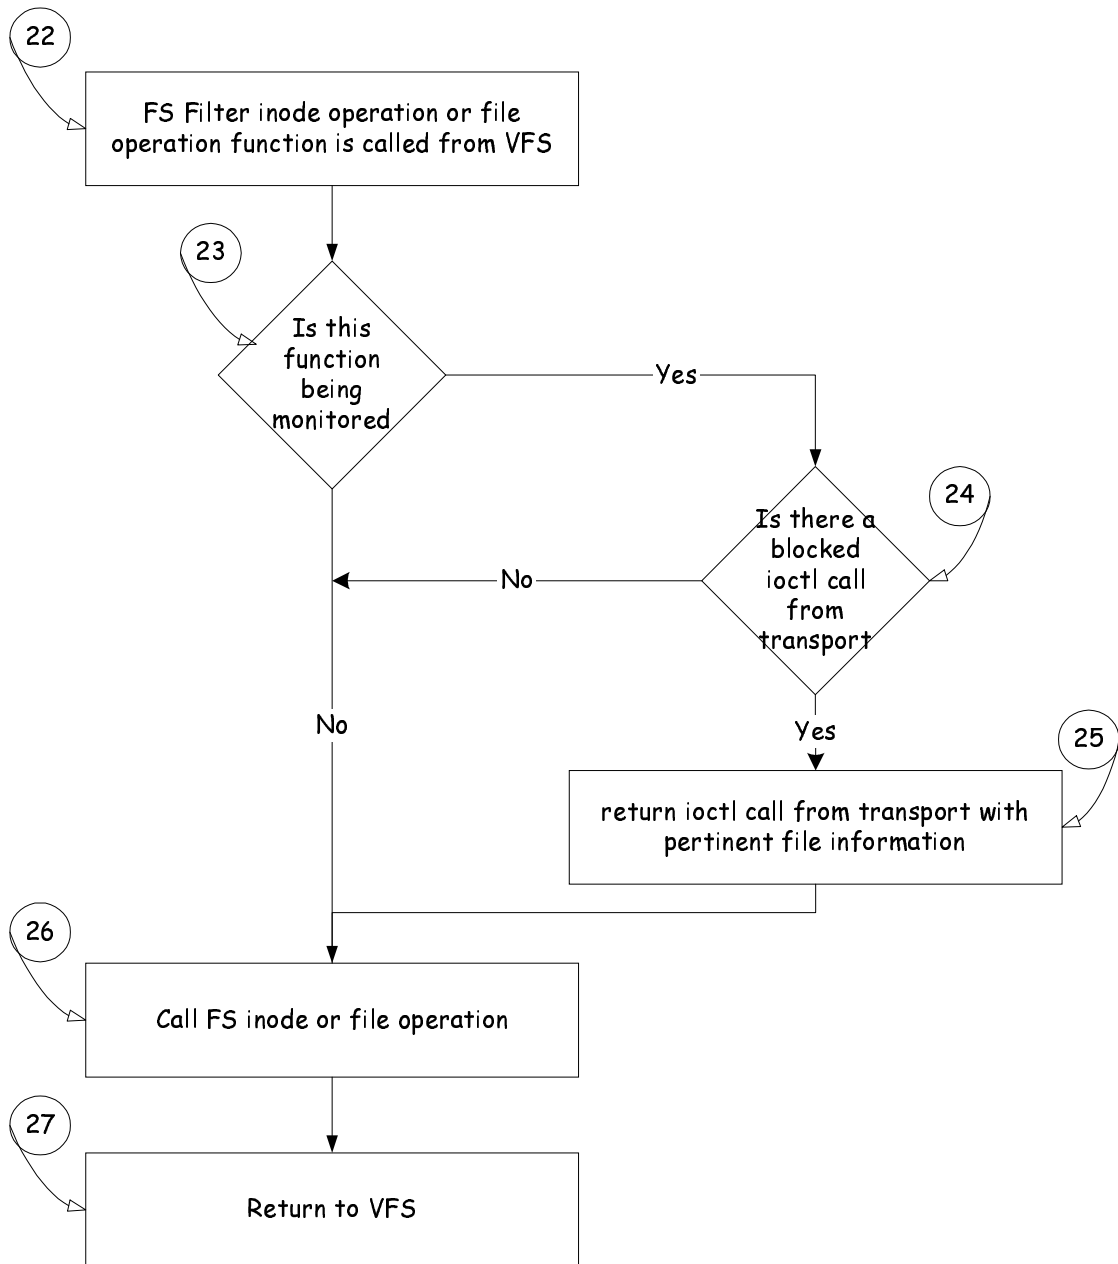 22
FS Filter inode operation or file
operation function is called from VFS
23
Is this
function
being
monitored
Yes
24
Is there a
blocked
ioctl call
from
transport
No
No
Yes
25
return ioctl call from transport with
pertinent file information
26
Call FS inode or file operation
27
Return to VFS